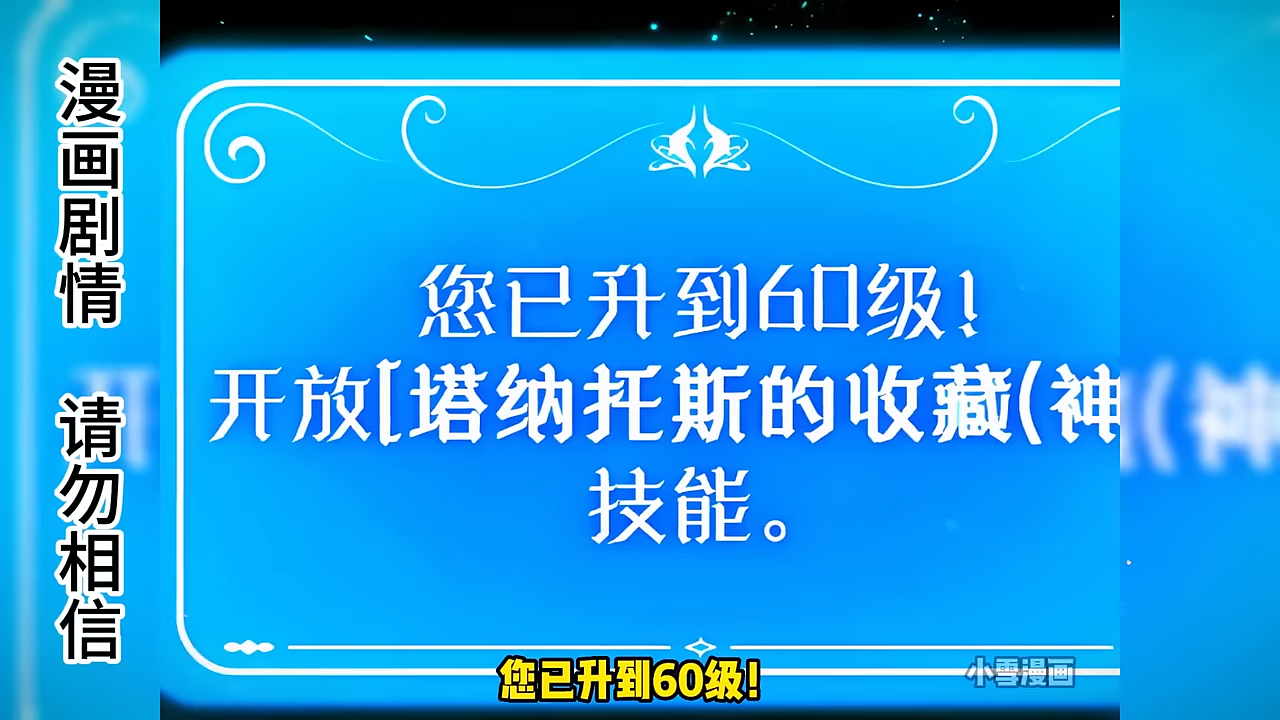 漫画剧情 请勿相信
您已升到60级！
开放[塔纳托斯的收藏(神
技能。
您已升到60级！
小雪漫画